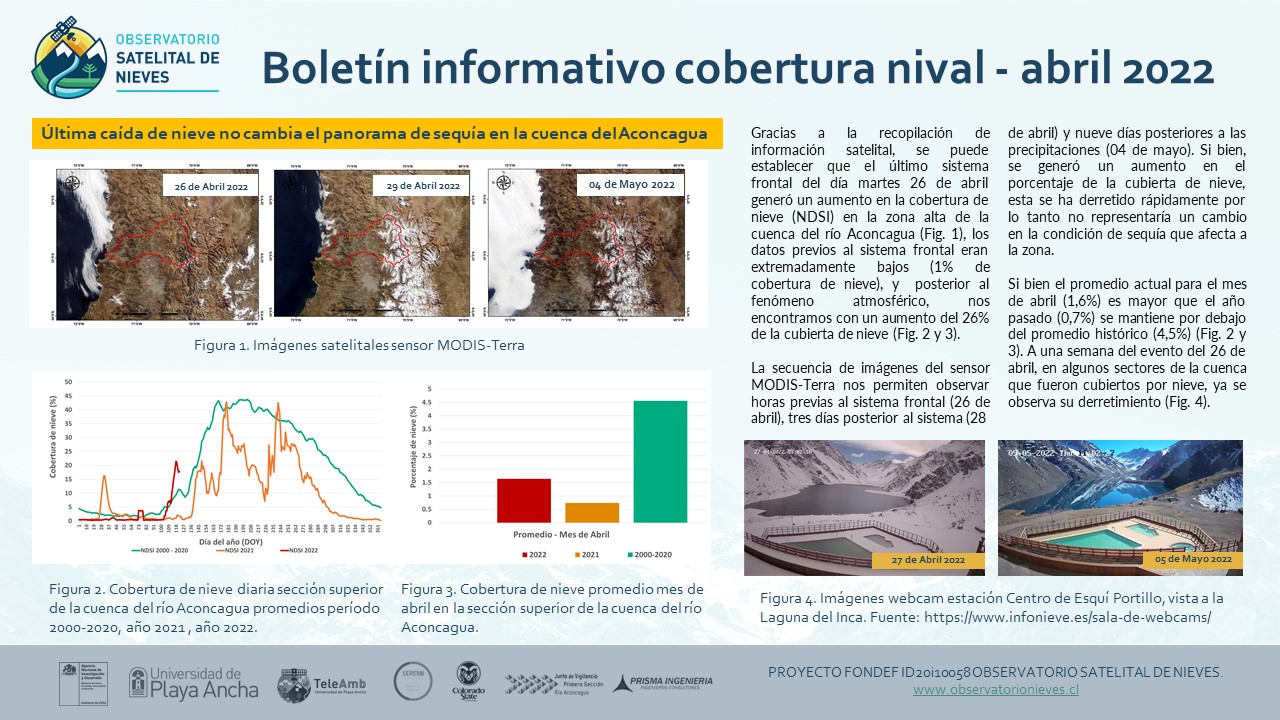 OBSERVATORIO
SATELITAL DE
NIEVES
Boletín informativo cobertura nival - abril 2022
Última caída de nieve no cambia el panorama de sequía en la cuenca del Aconcagua
26 de Abril 2022
29 de Abril 2022
04 de Mayo 2022
Figura 1. Imágenes satelitales sensor MODIS-Terra
Cobertura de nieve (%)
50
45
40
35
30
25
20
15
10
5
0
Día del año (DOY)
NDSI 2000 - 2020
NDSI 2021
NDSI 2022
Porcentaje de nieve (%)
5
4.5
4
3.5
3
2.5
2
1.5
1
0.5
0
Promedio - Mes de Abril
2022
2021
2000-2020
Figura 2. Cobertura de nieve diaria sección superior
de la cuenca del río Aconcagua promedios período
2000-2020, año 2021 , año 2022.
Figura 3. Cobertura de nieve promedio mes de
abril en la sección superior de la cuenca del río
Aconcagua.
Gracias a la recopilación de
información satelital, se puede
establecer que el último sistema
frontal del día martes 26 de abril
generó un aumento en la cobertura de
nieve (NDSI) en la zona alta de la
cuenca del río Aconcagua (Fig. 1), los
datos previos al sistema frontal eran
extremadamente bajos (1% de
cobertura de nieve), y posterior al
fenómeno atmosférico, nos
encontramos con un aumento del 26%
de la cubierta de nieve (Fig. 2 y 3).
La secuencia de imágenes del sensor
MODIS-Terra nos permiten observar
horas previas al sistema frontal (26 de
abril), tres días posterior al sistema (28
de abril) y nueve días posteriores a las
precipitaciones (04 de mayo). Si bien,
se generó un aumento en el
porcentaje de la cubierta de nieve,
esta se ha derretido rápidamente por
lo tanto no representaría un cambio
en la condición de sequía que afecta a
la zona.
Si bien el promedio actual para el mes
de abril (1,6%) es mayor que el año
pasado (0,7%) se mantiene por debajo
del promedio histórico (4,5%) (Fig. 2 y
3). A una semana del evento del 26 de
abril, en algunos sectores de la cuenca
que fueron cubiertos por nieve, ya se
observa su derretimiento (Fig. 4).
27 de Abril 2022
05 de Mayo 2022
Figura 4. Imágenes webcam estación Centro de Esquí Portillo, vista a la
Laguna del Inca. Fuente: https://www.infonieve.es/sala-de-webcams/
Universidad de
Playa Ancha
TeleAmb
Universidad de Playa Ancha
SEREMI
Colorado
State
Junta de Vigilancia
Primera Sección
Río Aconcagua
PRISMA INGENIERIA
INGENIEROS CONSULTORES
PROYECTO FONDEF ID20i10058 OBSERVATORIO SATELITAL DE NIEVES.
www.observatorionieves.cl